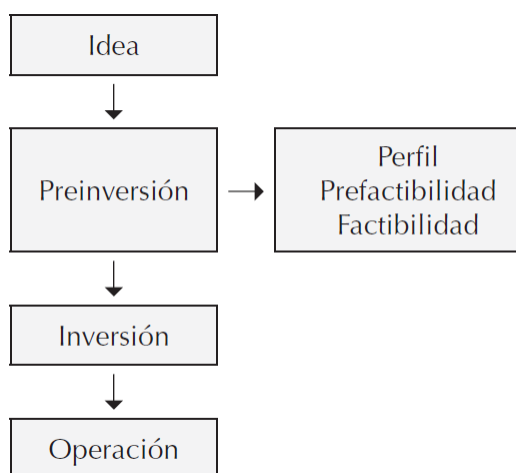 Idea
Preinversión
Perfil
Prefactibilidad
Factibilidad
Inversión
Operación